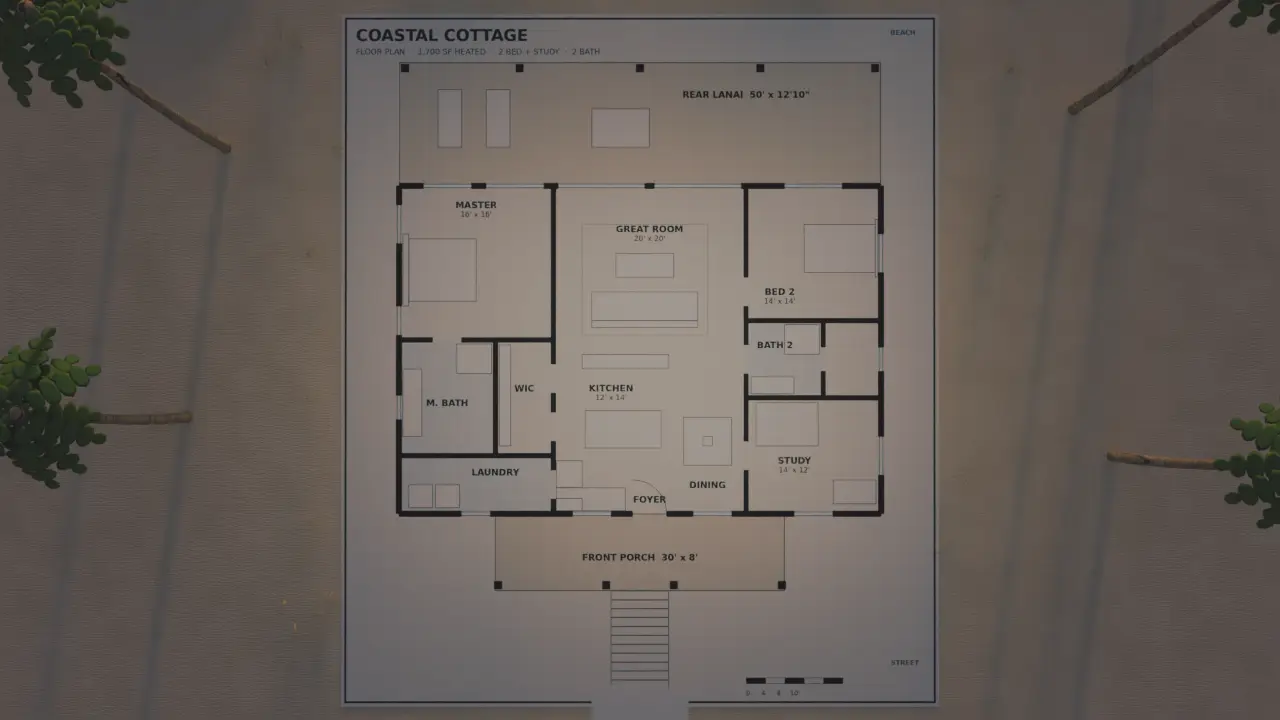 COASTAL COTTAGE
BEACH
FLOOR PLAN 1,700 SF HEATED 2 BED + STUDY · 2 BATH
REAR LANAI 50' x 12'10"
MASTER
16' x 16'
GREAT ROOM
20' x 20'
BED 2
14' x 14'
BATH 2
KITCHEN
12' x 14'
WIC
M. BATH
STUDY
14' x 12'
LAUNDRY
DINING
FOYER
FRONT PORCH 30' x 8'
STREET
0 4 8 10'